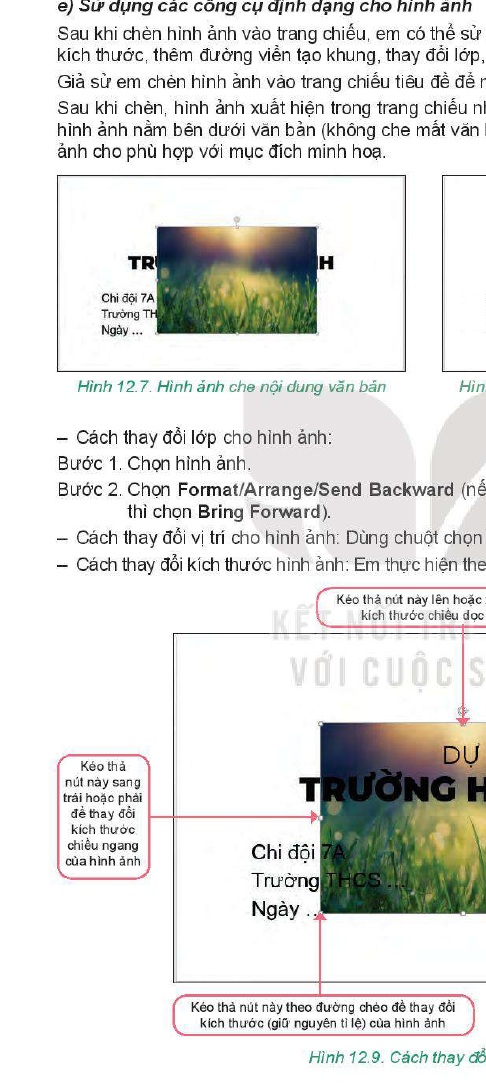 e) Sử dụng các công cụ định dạng cho hình ảnh
Sau khi chèn hình ảnh vào trang chiếu, em có thể sử
kích thước, thêm đường viền tạo khung, thay đổi lớp,
Giả sử em chèn hình ảnh vào trang chiếu tiêu đề để
Sau khi chèn, hình ảnh xuất hiện trong trang chiếu
hình ảnh nằm bên dưới văn bản (không che mất văn
ảnh cho phù hợp với mục đích minh hoạ.
TRƯ H
Chi đội 7A
Trường TH
Ngày ...
Hình 12.7. Hình ảnh che nội dung văn bản
Hìn
– Cách thay đổi lớp cho hình ảnh:
Bước 1. Chọn hình ảnh.
Bước 2. Chọn Format/Arrange/Send Backward (nế
thì chọn Bring Forward).
– Cách thay đổi vị trí cho hình ảnh: Dùng chuột chọn
– Cách thay đổi kích thước hình ảnh: Em thực hiện the
Kéo thả nút này lên hoặc
kích thước chiều dọc
KẾT NỐI TRI
VỚI CUỘC S
DỰ
TRƯỜNG H
Kéo thả
nút này sang
trái hoặc phải
để thay đổi
kích thước
chiều ngang
của hình ảnh
Chi đội 7A
Trường THCS ...
Ngày ...
Kéo thả nút này theo đường chéo để thay đổi
kích thước (giữ nguyên tỉ lệ) của hình ảnh
Hình 12.9. Cách thay đổ